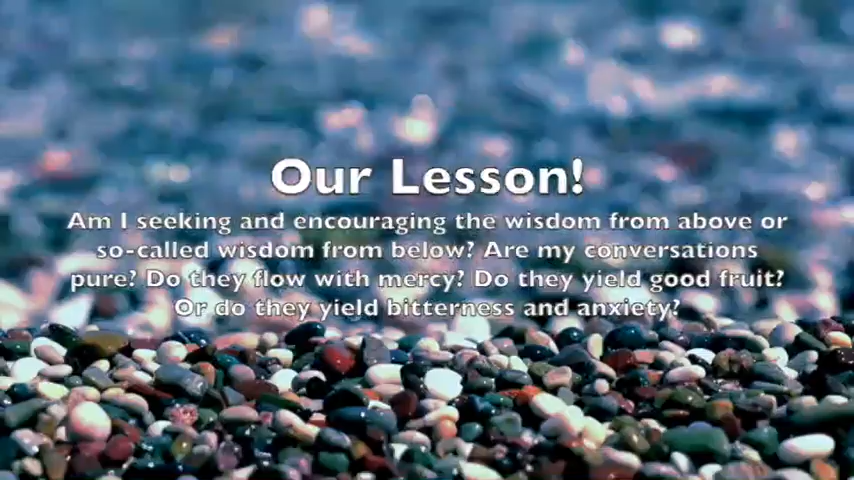 Our Lesson!
Am I seeking and encouraging the wisdom from above or
so-called wisdom from below? Are my conversations
pure? Do they flow with mercy? Do they yield good fruit?
Or do they yield bitterness and anxiety?